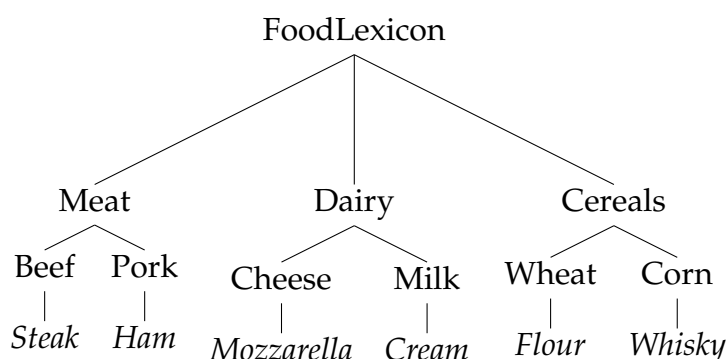 FoodLexicon
Meat Dairy Cereals
Beef Pork Cheese Milk Wheat Corn
Steak Ham Mozzarella Cream Flour Whisky